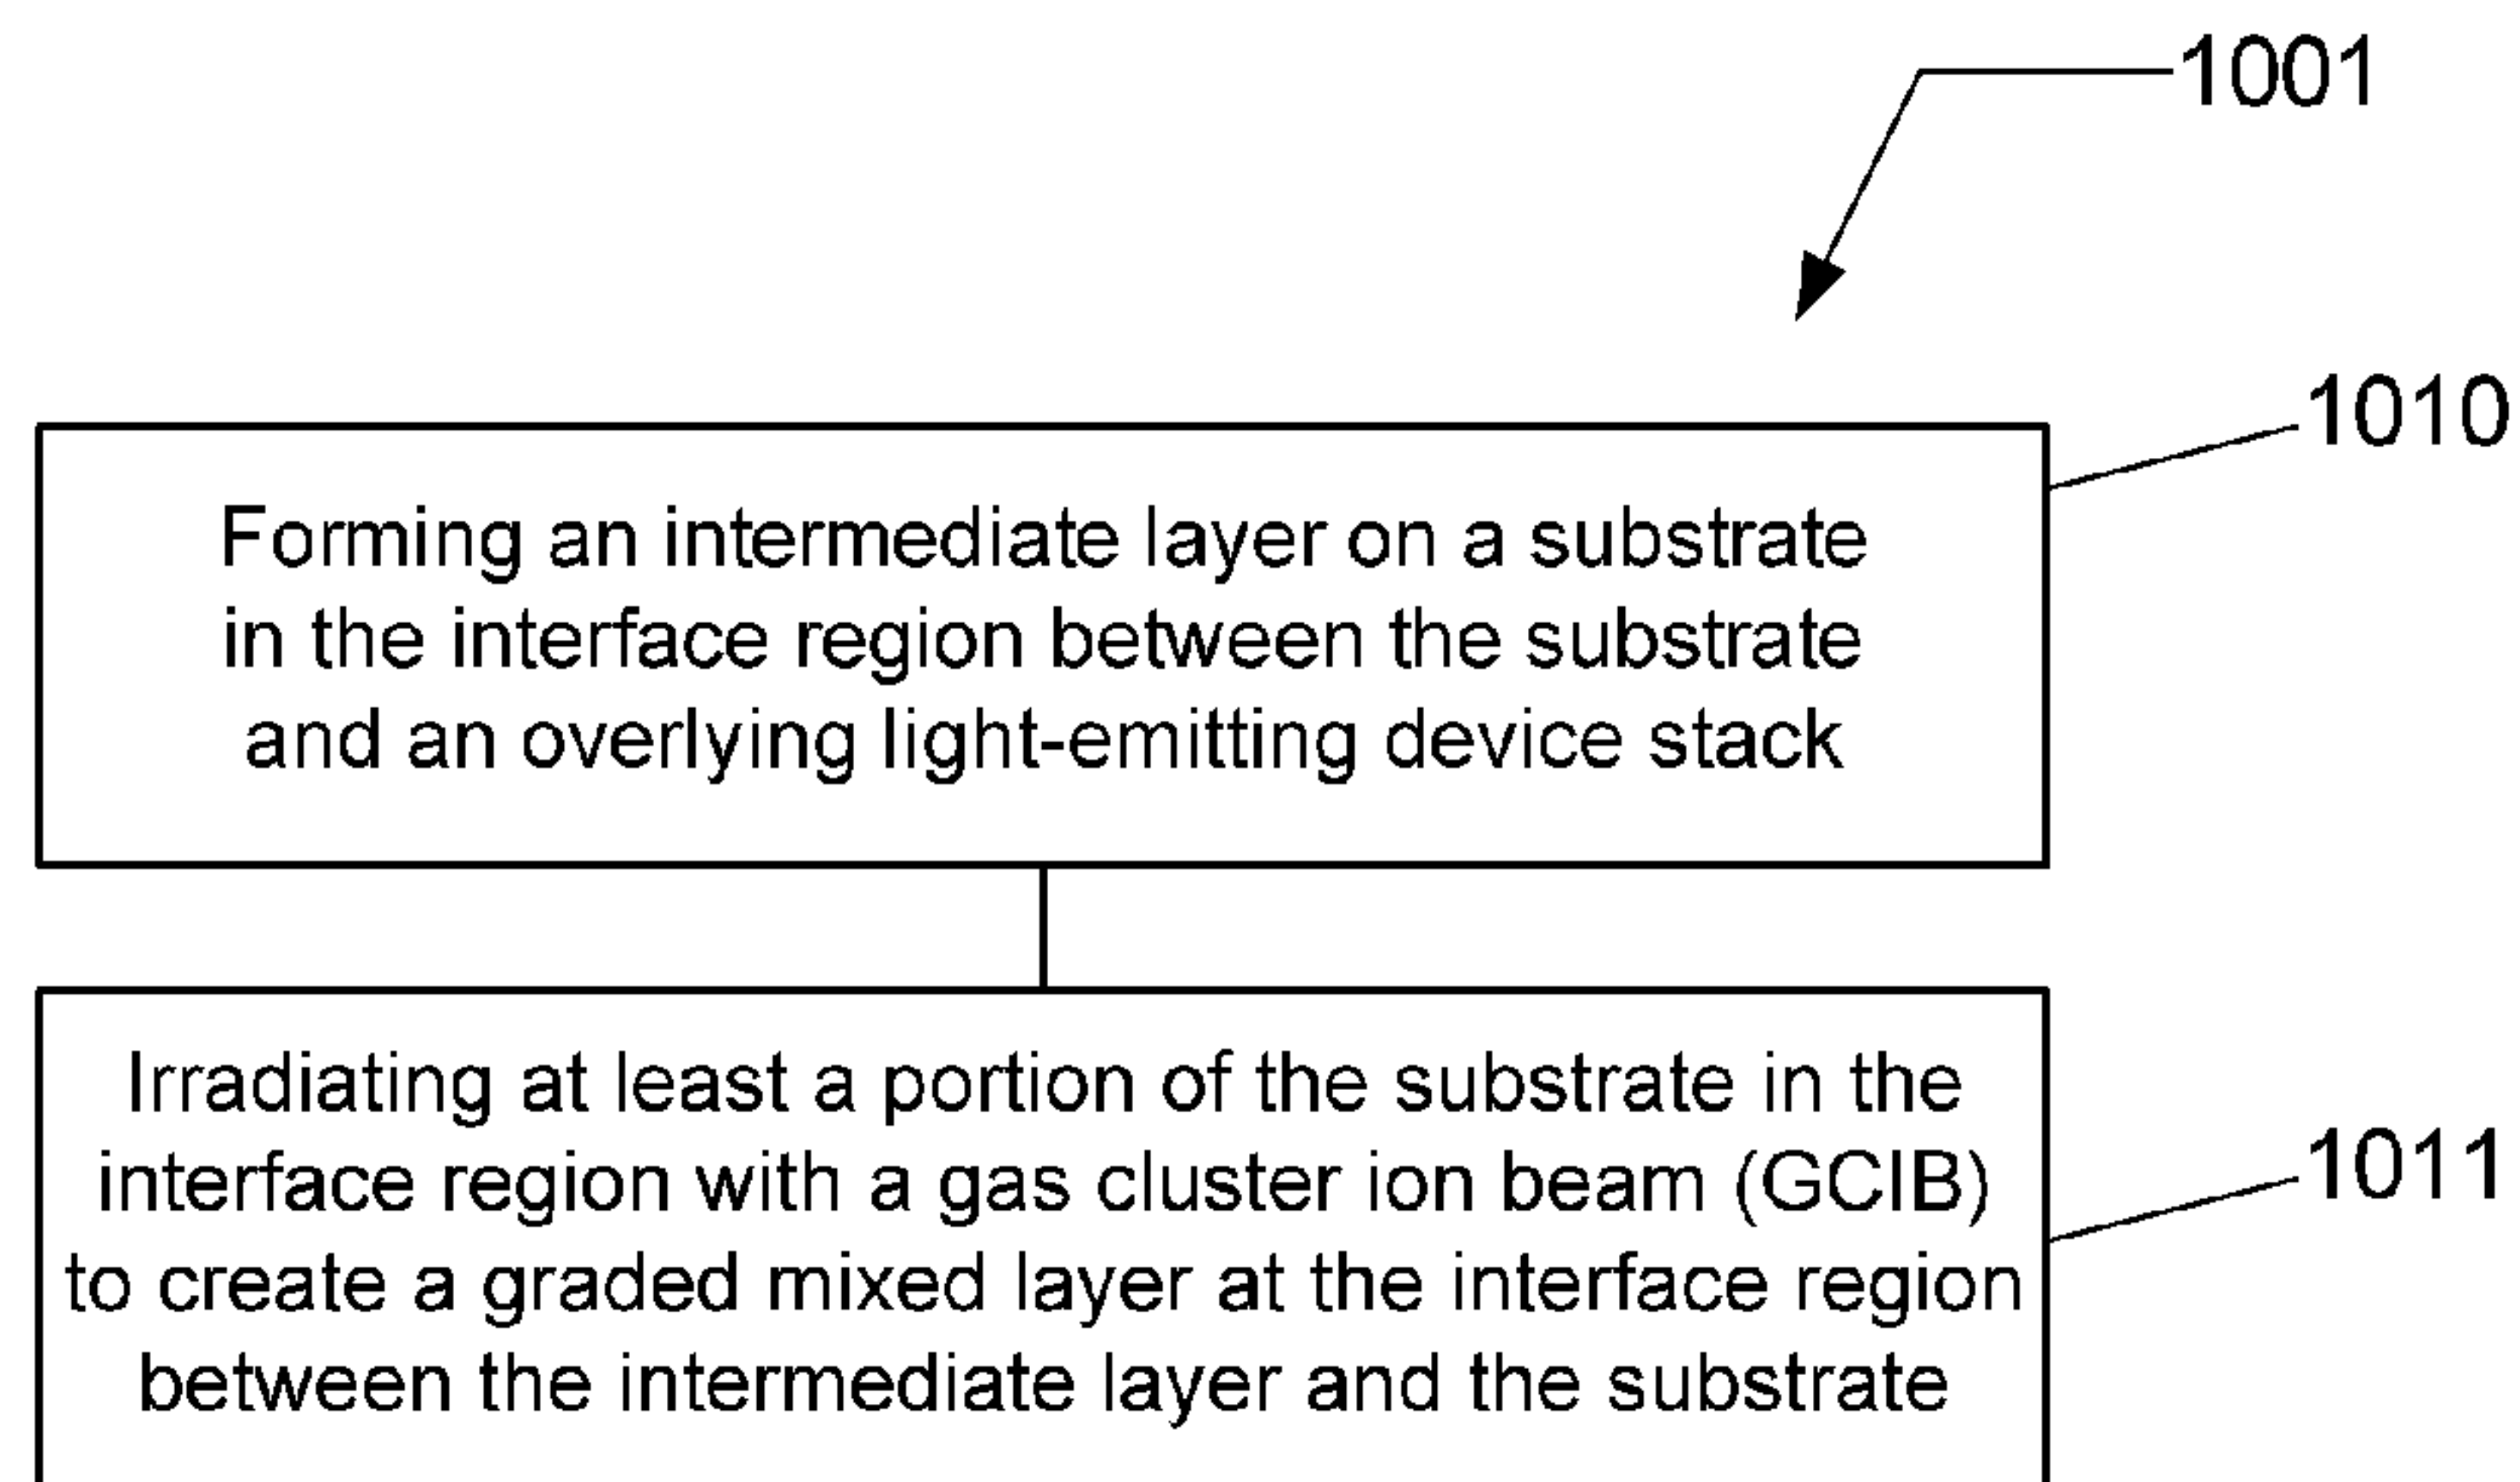 1001
1010
Forming an intermediate layer on a substrate
in the interface region between the substrate
and an overlying light-emitting device stack
Irradiating at least a portion of the substrate in the
interface region with a gas cluster ion beam (GCIB)
1011
to create a graded mixed layer at the interface region
between the intermediate layer and the substrate